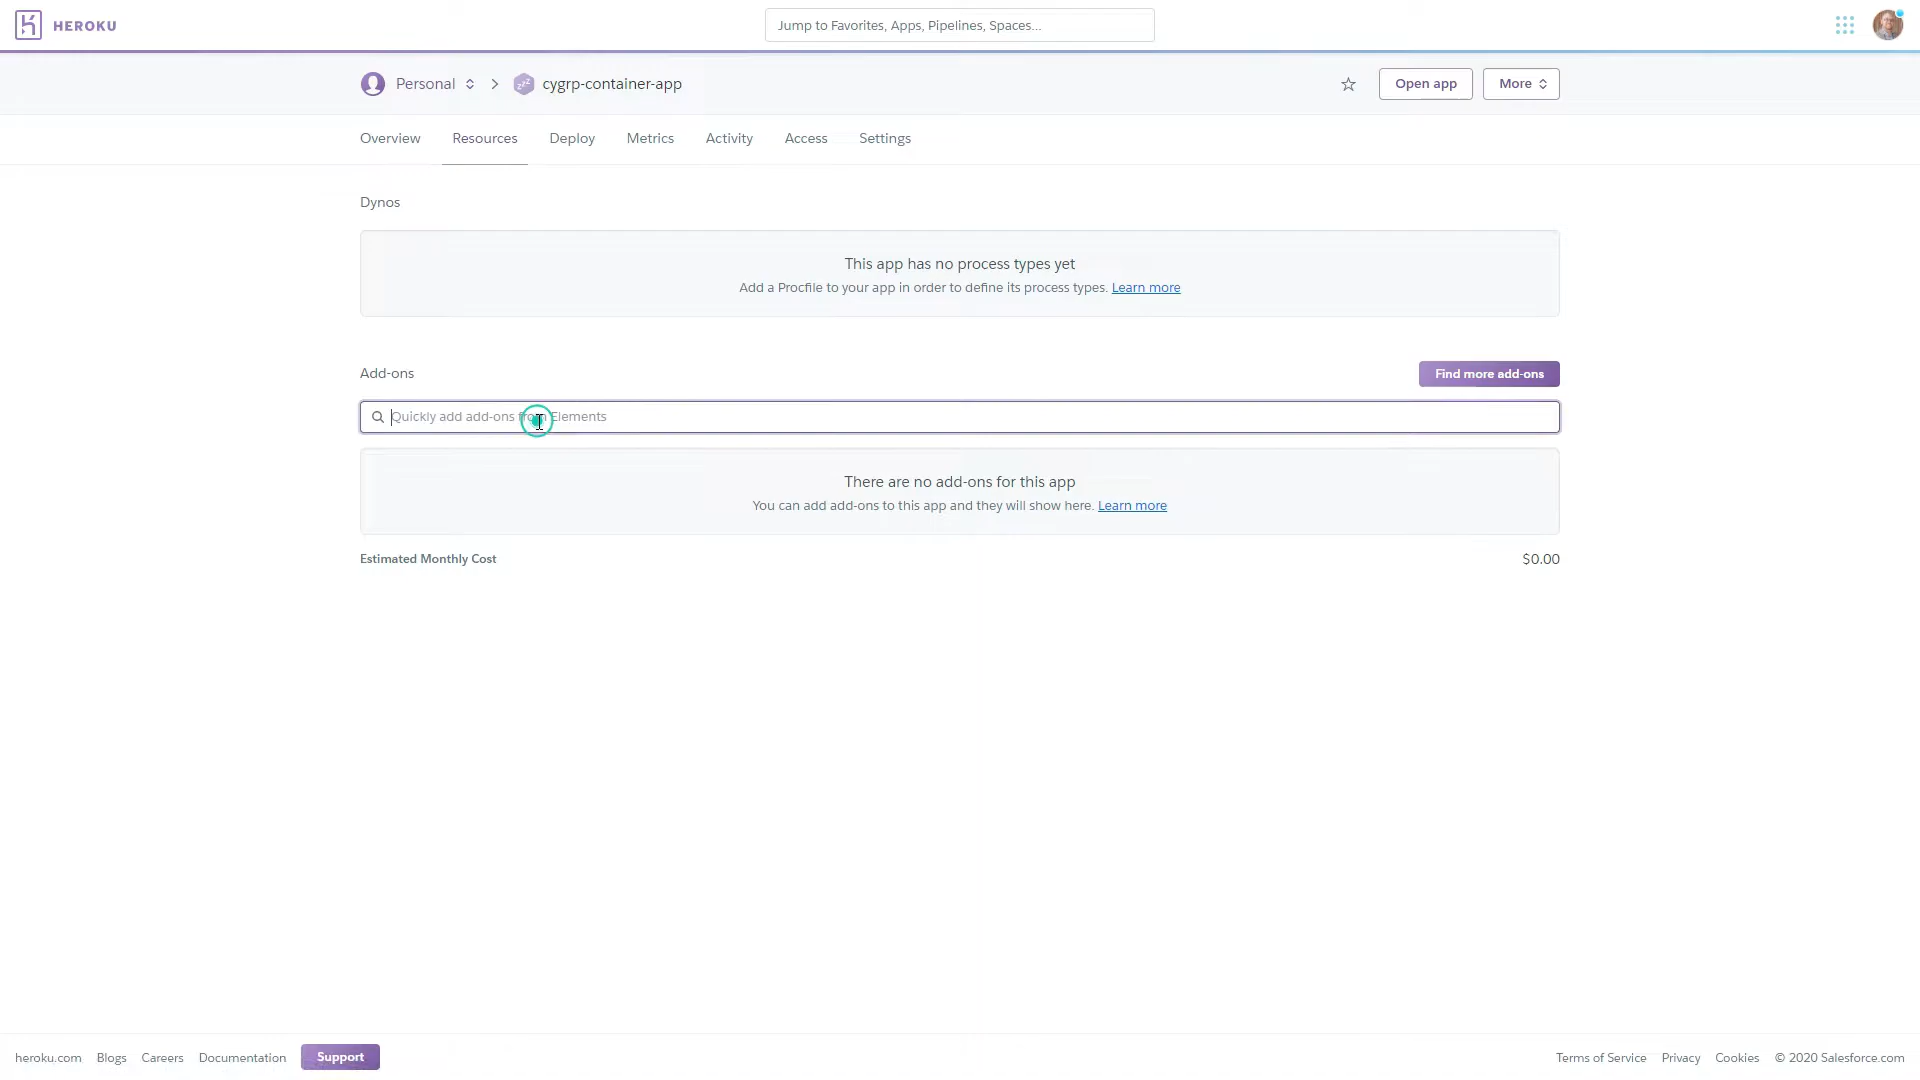 HEROKU
Jump to Favorites, Apps, Pipelines, Spaces...
Personal
cygrp-container-app
Open app
More
Overview
Resources
Deploy
Metrics
Activity
Access
Settings
Dynos
This app has no process types yet
Add a Procfile to your app in order to define its process types. Learn more
Add-ons
Find more add-ons
Quickly add add-ons from Elements
There are no add-ons for this app
You can add add-ons to this app and they will show here. Learn more
Estimated Monthly Cost
$0.00
heroku.com
Blogs
Careers
Documentation
Support
Terms of Service
Privacy
Cookies
© 2020 Salesforce.com